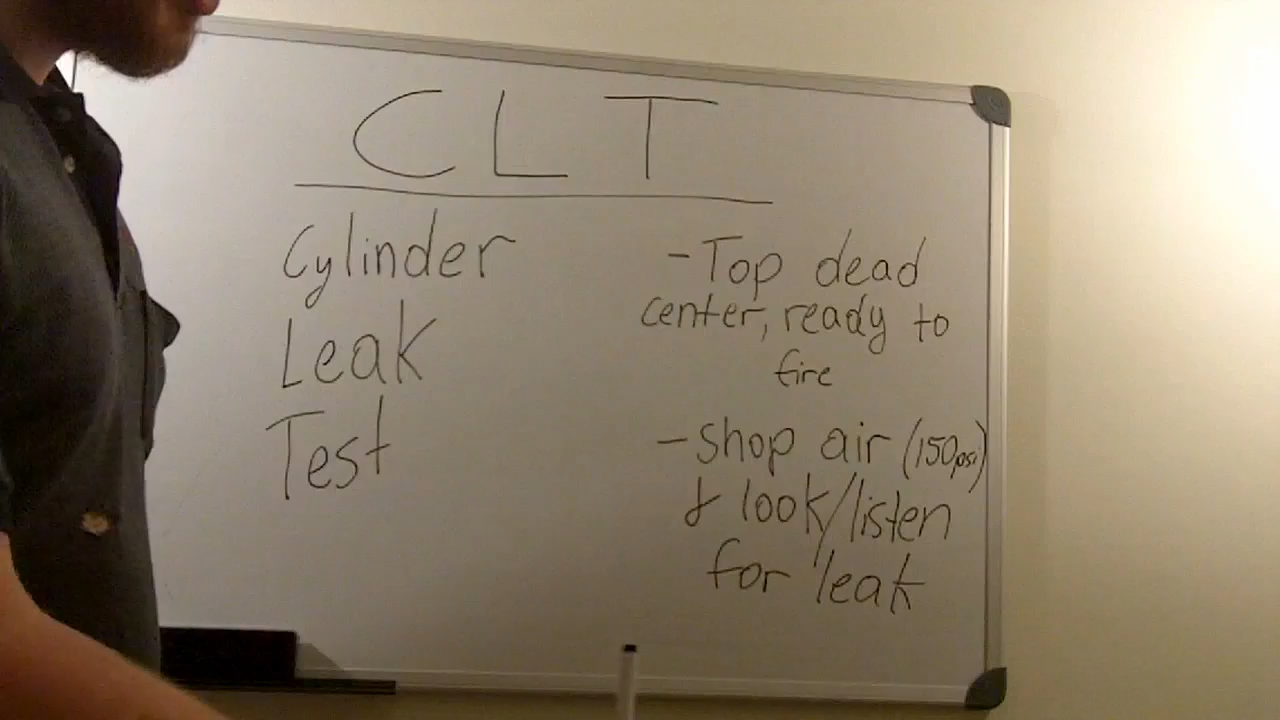 CLT
Cylinder
Leak
Test
-Top dead
center, ready to
fire
-Shop air (150psi)
& look/listen
for leak